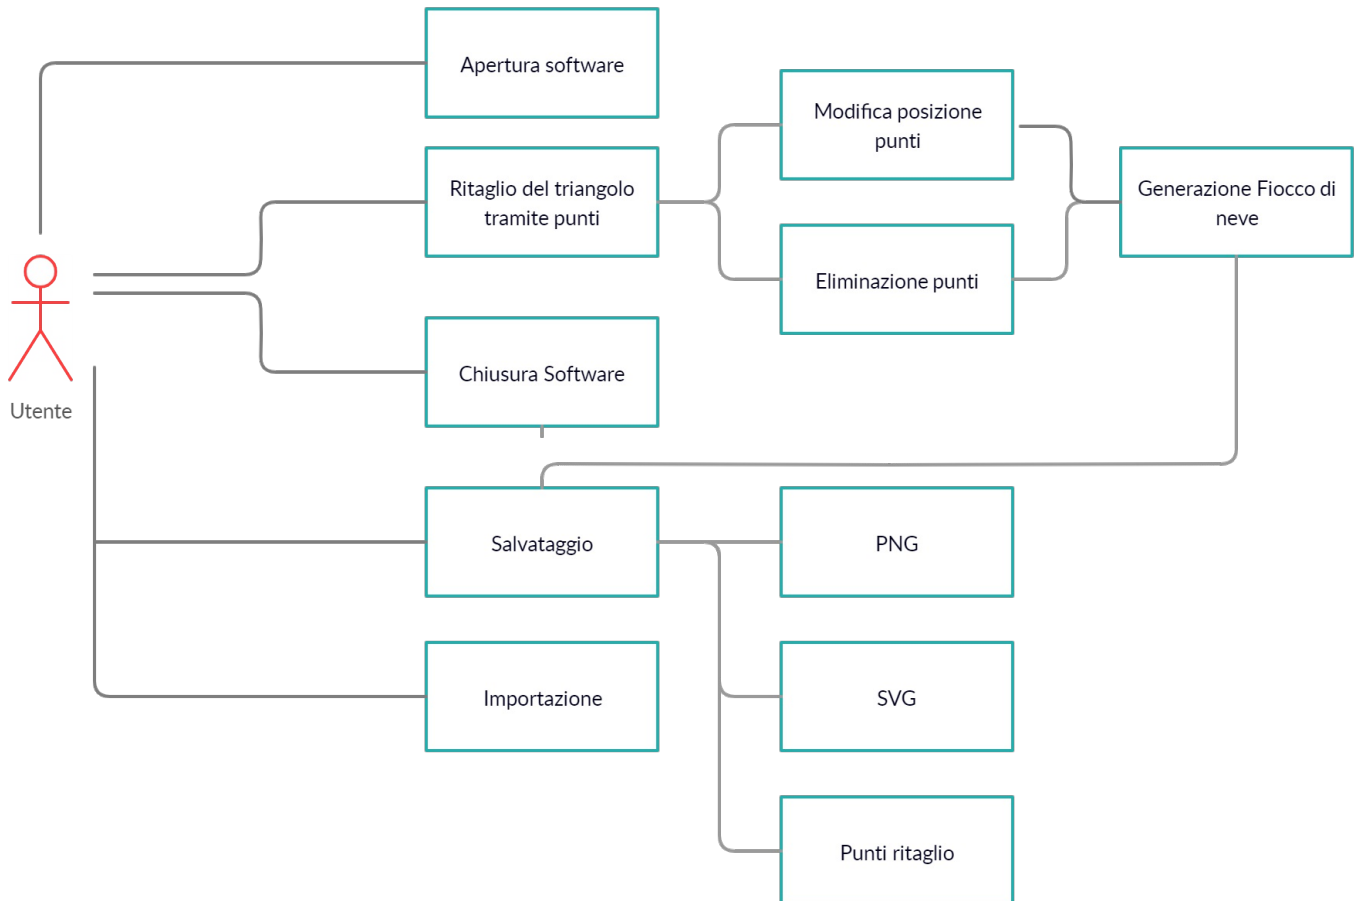 Apertura software
Modifica posizione
punti
Ritaglio del triangolo
tramite punti
Generazione Fiocco di
neve
Eliminazione punti
Chiusura Software
Utente
Salvataggio
PNG
Importazione
SVG
Punti ritaglio